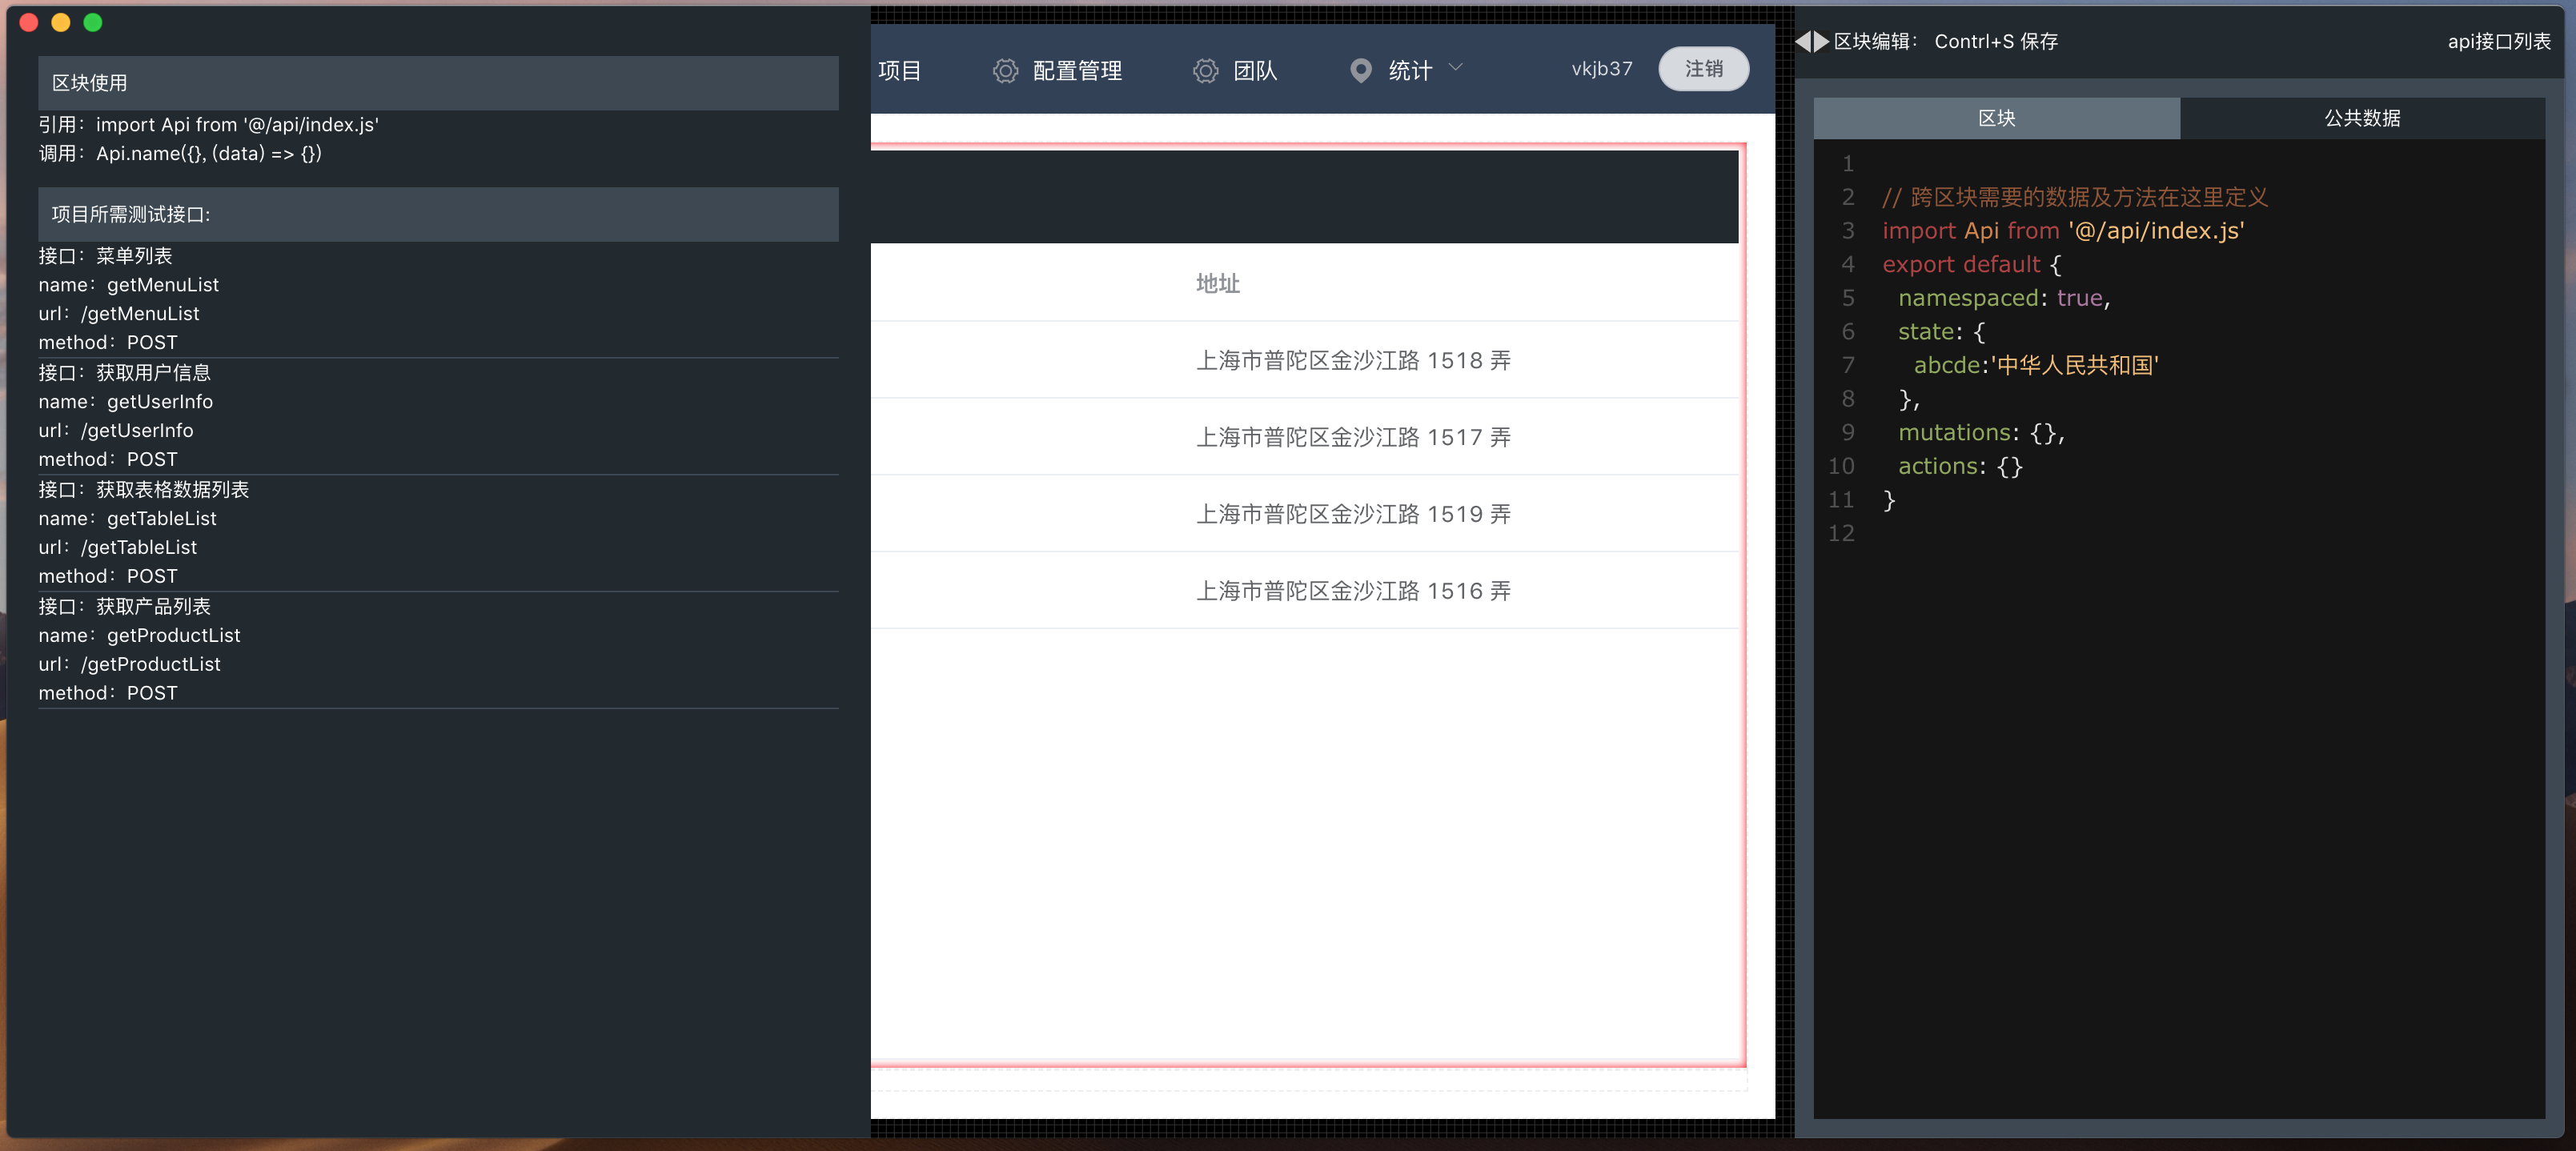 区块使用
引用：import Api from '@/api/index.js'
调用：Api.name({}, (data) => {})
项目所需测试接口:
接口：菜单列表
name：getMenuList
url：/getMenuList
method：POST
接口：获取用户信息
name：getUserInfo
url：/getUserInfo
method：POST
接口：获取表格数据列表
name：getTableList
url：/getTableList
method：POST
接口：获取产品列表
name：getProductList
url：/getProductList
method：POST
项目 配置管理 团队 统计 vkjb37 注销
地址
上海市普陀区金沙江路 1518 弄
上海市普陀区金沙江路 1517 弄
上海市普陀区金沙江路 1519 弄
上海市普陀区金沙江路 1516 弄
区块编辑： Contrl+S 保存 api接口列表
区块 公共数据
1
2 // 跨区块需要的数据及方法在这里定义
3 import Api from '@/api/index.js'
4 export default {
5 namespaced: true,
6 state: {
7 abcde:'中华人民共和国'
8 },
9 mutations: {},
10 actions: {}
11 }
12